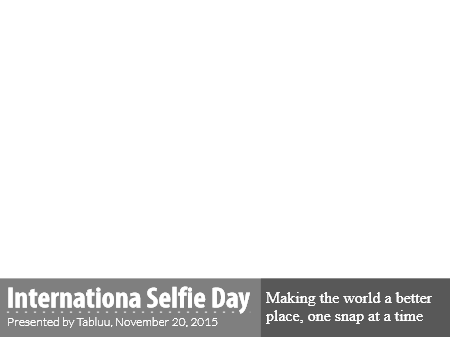 Internationa Selfie Day
Presented by Tabluu, November 20, 2015
Making the world a better
place, one snap at a time